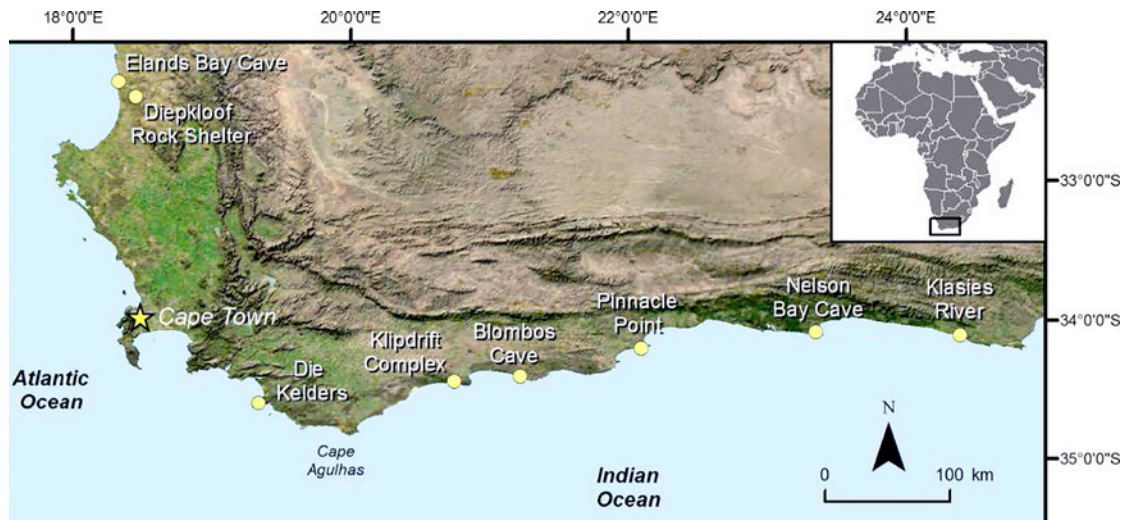 18°0'0"E
20°0'0"E
22°0'0"E
24°0'0"E
Elands Bay Cave
Diepkloof
Rock Shelter
33°0'0"S
Cape Town
Pinnacle
Point
Nelson
Bay Cave
Klasies
River
34°0'0"S
Klipdrift
Complex
Blombos
Cave
Die
Kelders
Atlantic
Ocean
Cape
Agulhas
Indian
Ocean
N
0
100 km
35°0'0"S